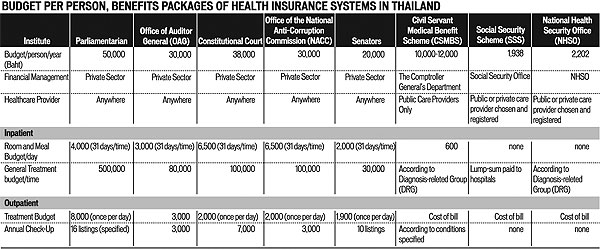 BUDGET PER PERSON, BENEFITS PACKAGES OF HEALTH INSURANCE SYSTEMS IN THAILAND
Institute Parliamentarian Office of Auditor General (OAG) Constitutional Court Office of the National Anti-Corruption Commission (NACC) Senators Civil Servant Medical Benefit Scheme (CSMBS) Social Security Scheme (SSS) National Health Security Office (NHSO)
Budget/person/year (Baht) 50,000 30,000 38,000 30,000 20,000 10,000-12,000 1,938 2,202
Financial Management Private Sector Private Sector Private Sector Private Sector Private Sector The Comptroller General's Department Social Security Office NHSO
Healthcare Provider Anywhere Anywhere Anywhere Anywhere Anywhere Public Care Providers Only Public or private care provider chosen and registered Public or private care provider chosen and registered
Inpatient
Room and Meal Budget/day 4,000 (31 days/time) 3,000 (31 days/time) 6,500 (31 days/time) 6,500 (31 days/time) 2,000 (31 days/time) 600 none none
General Treatment budget/time 500,000 80,000 100,000 100,000 30,000 According to Diagnosis-releted Group (DRG) Lump-sum paid to hospitals According to Diagnosis-releted Group (DRG)
Outpatient
Treatment Budget 8,000 (once per day) 3,000 2,000 (once per day) 2,000 (once per day) 1,900 (once per day) Cost of bill Cost of bill Cost of bill
Annual Check-Up 16 listings (specified) 3,000 7,000 3,000 10 listings According to conditions specified none none